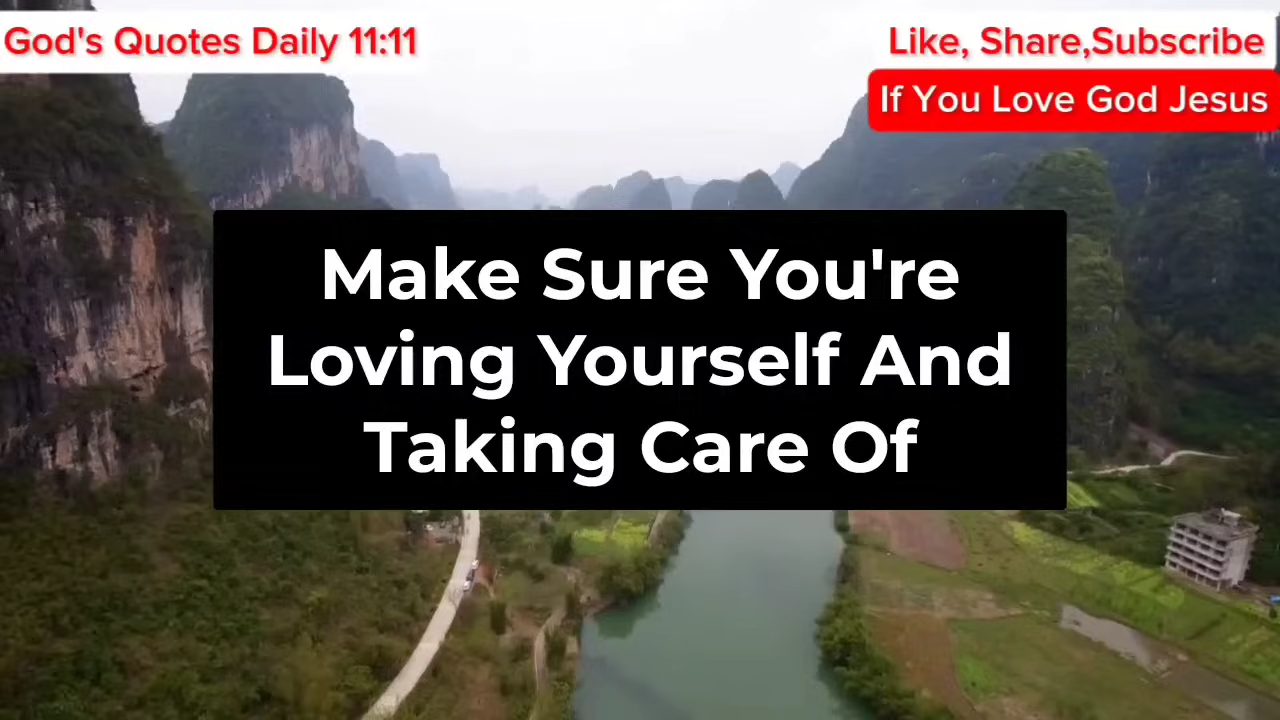 God's Quotes Daily 11:11
Like, Share,Subscribe
If You Love God Jesus
Make Sure You're
Loving Yourself And
Taking Care Of